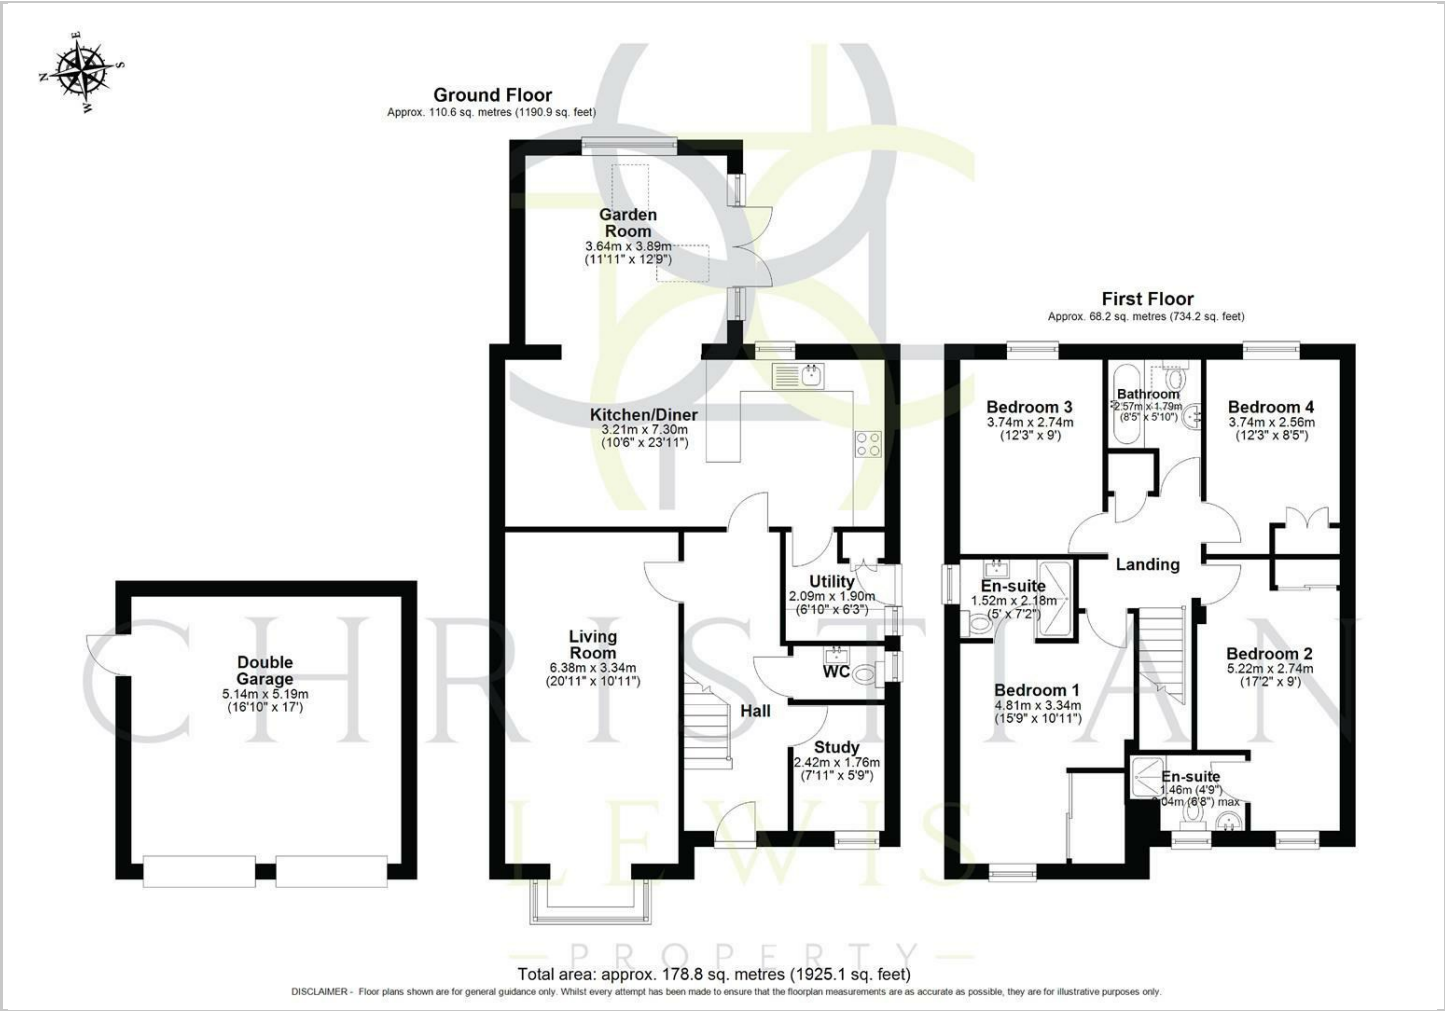 E
N
S
W
Ground Floor
Approx. 110.6 sq. metres (1190.9 sq. feet)
Garden
Room
3.64m x 3.89m
(11'11" x 12'9")
Kitchen/Diner
3.21m x 7.30m
(10'6" x 23'11")
Utility
2.09m x 1.90m
(6'10" x 6'3")
Living
Room
6.38m x 3.34m
(20'11" x 10'11")
WC
Hall
Study
2.42m x 1.76m
(7'11" x 5'9")
Double
Garage
5.14m x 5.19m
(16'10" x 17')
First Floor
Approx. 68.2 sq. metres (734.2 sq. feet)
Bedroom 3
3.74m x 2.74m
(12'3" x 9')
Bathroom
2.57m x 1.79m
(8'5" x 5'10")
Bedroom 4
3.74m x 2.56m
(12'3" x 8'5")
Landing
En-suite
1.52m x 2.18m
(5' x 7'2")
Bedroom 1
4.81m x 3.34m
(15'9" x 10'11")
Bedroom 2
5.22m x 2.74m
(17'2" x 9')
En-suite
1.46m (4'9")
2.04m (6'8") max
CHRISTIAN
LEWIS
PROPERTY
Total area: approx. 178.8 sq. metres (1925.1 sq. feet)
DISCLAIMER - Floor plans shown are for general guidance only. Whilst every attempt has been made to ensure that the floorplan measurements are as accurate as possible, they are for illustrative purposes only.